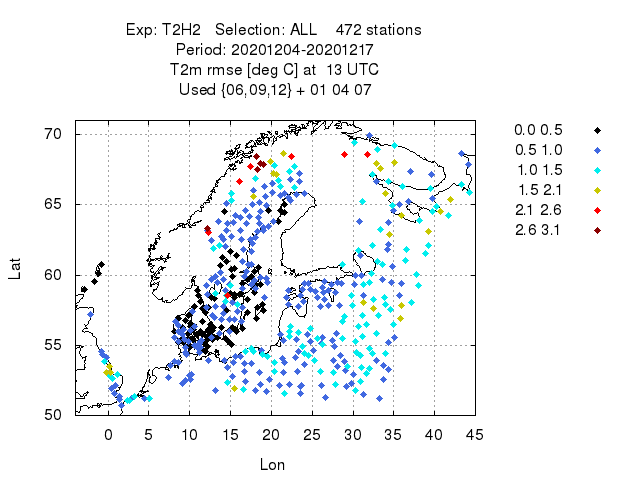 Exp: T2H2 Selection: ALL 472 stations
Period: 20201204-20201217
T2m rmse [deg C] at 13 UTC
Used {06,09,12} + 01 04 07
0.0 0.5
0.5 1.0
1.0 1.5
1.5 2.1
2.1 2.6
2.6 3.1
Lat
70
65
60
55
50
0 5 10 15 20 25 30 35 40 45
Lon